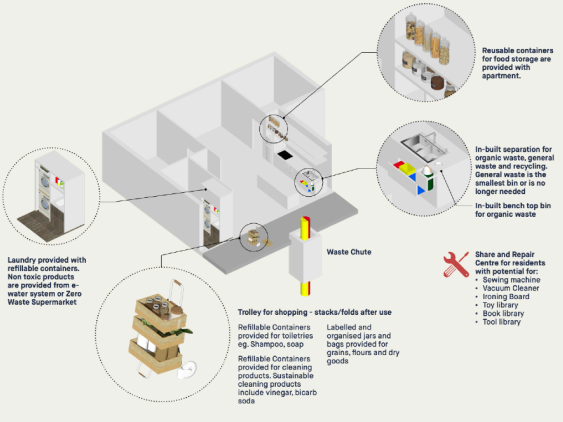 Reusable containers
for food storage are
provided with
apartment.
In-built separation for
organic waste, general
waste and recycling.
General waste is the
smallest bin or is no
longer needed
In-built bench top bin
for organic waste
Laundry provided with
refillable containers.
Non toxic products
are provided from e-
water system or Zero
Waste Supermarket
Waste Chute
Share and Repair
Centre for residents
with potential for:
• Sewing machine
• Vacuum Cleaner
• Ironing Board
• Toy library
• Book library
• Tool library
Trolley for shopping - stacks/folds after use
Refillable Containers
provided for toiletries
eg. Shampoo, soap
Refillable Containers
provided for cleaning
products. Sustainable
cleaning products
include vinegar, bicarb
soda
Labelled and
organised jars and
bags provided for
grains, flours and dry
goods